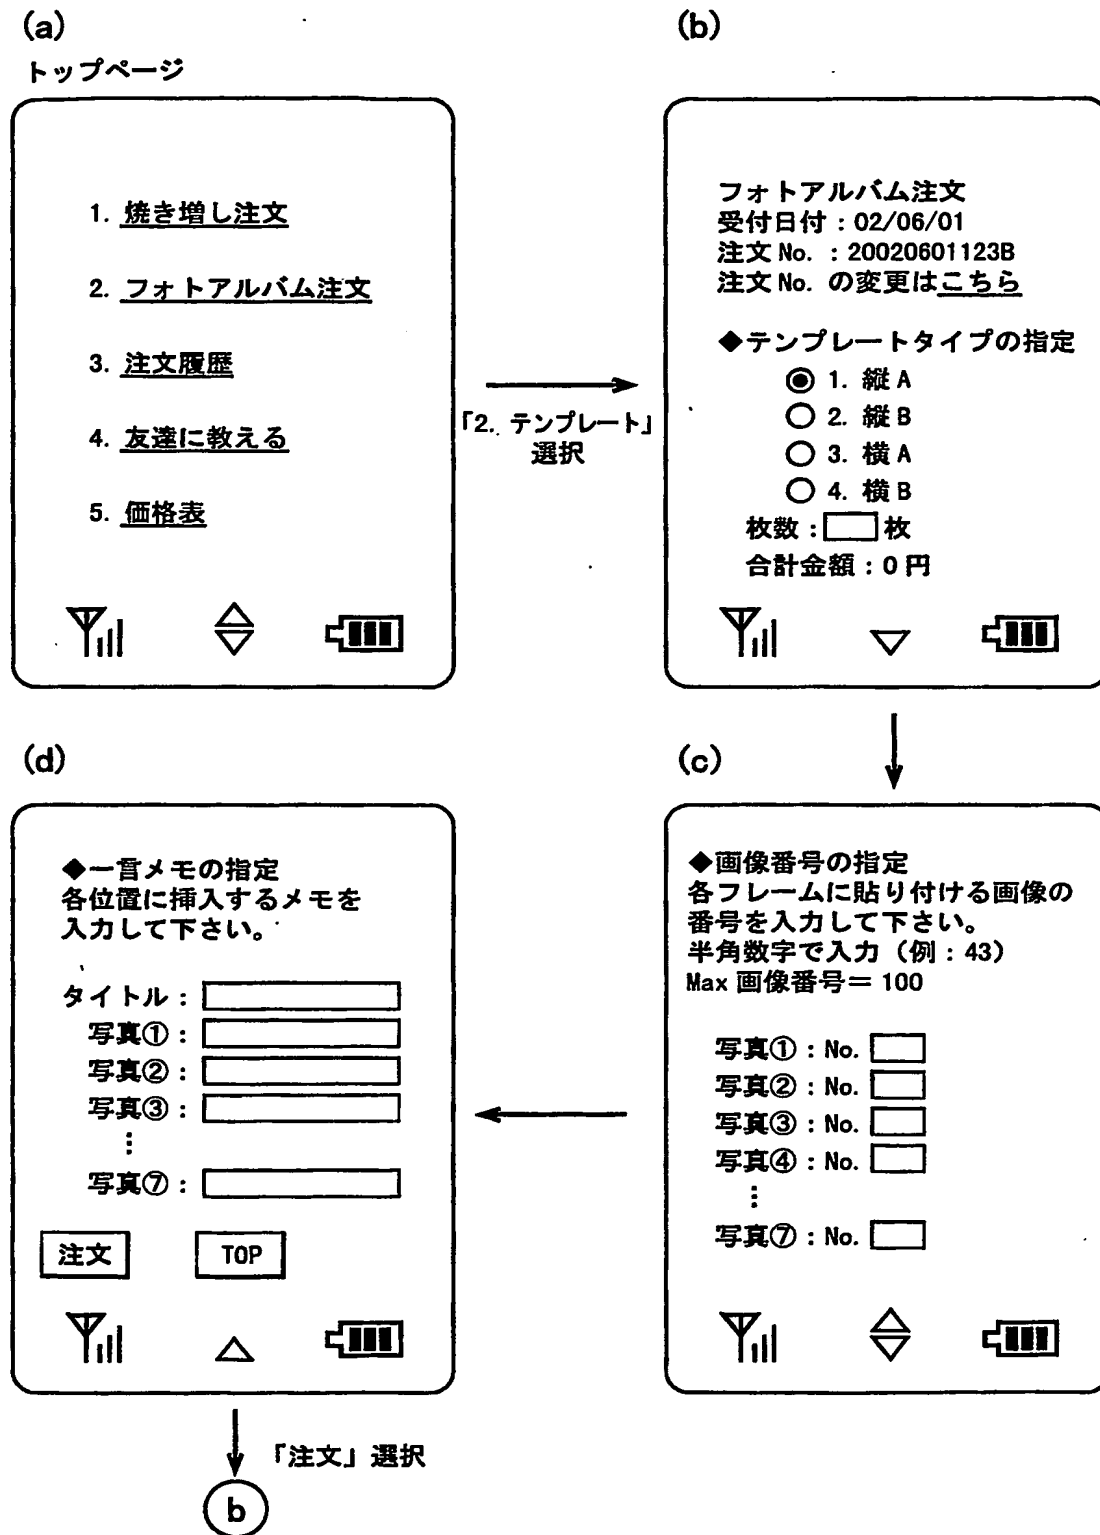 (a)
トップページ
1. 焼き増し注文
2. フォトアルバム注文
3. 注文履歴
4. 友達に教える
5. 価格表
「2. テンプレート」
選択
(b)
フォトアルバム注文
受付日付：02/06/01
注文 No.：20020601123B
注文 No. の変更はこちら
◆テンプレートタイプの指定
1. 縦 A
2. 縦 B
3. 横 A
4. 横 B
枚数： 枚
合計金額：0 円
(c)
◆画像番号の指定
各フレームに貼り付ける画像の
番号を入力して下さい。
半角数字で入力（例：43）
Max 画像番号＝ 100
写真①：No.
写真②：No.
写真③：No.
写真④：No.
⋮
写真⑦：No.
(d)
◆一言メモの指定
各位置に挿入するメモを
入力して下さい。
タイトル：
写真①：
写真②：
写真③：
⋮
写真⑦：
注文 TOP
「注文」選択
b